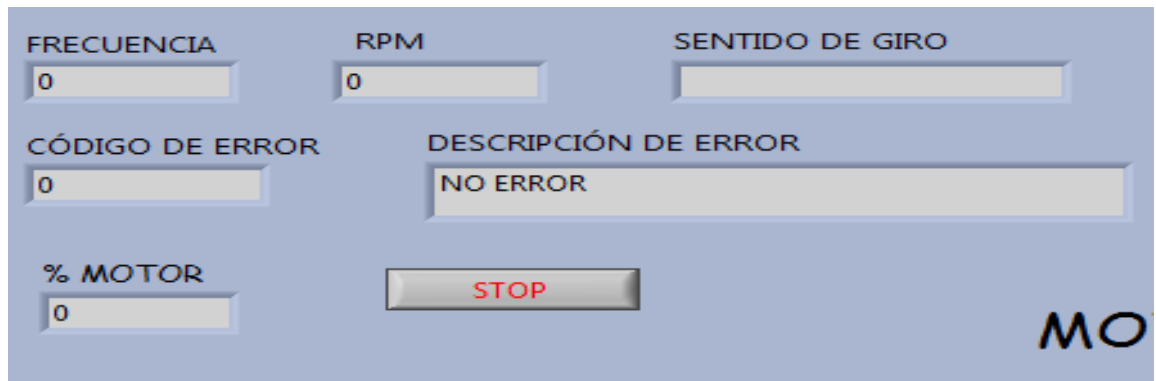 FRECUENCIA RPM SENTIDO DE GIRO
0 0
CÓDIGO DE ERROR DESCRIPCIÓN DE ERROR
0 NO ERROR
% MOTOR
0 STOP
MO